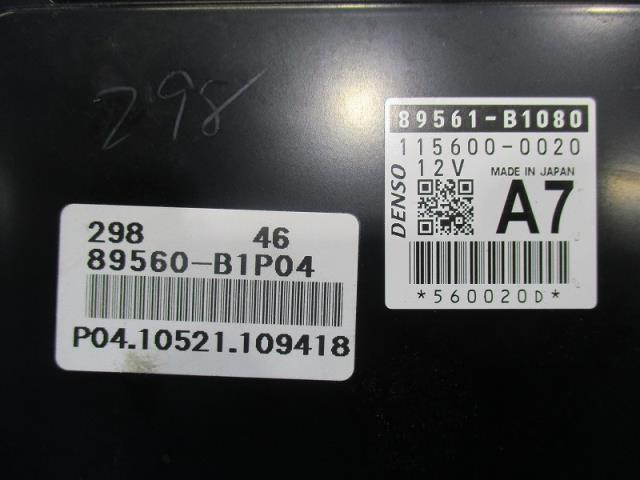 298
298 46
89560-B1P04
P04.10521.109418
89561-B1080
115600-0020
12V MADE IN JAPAN
DENSO
A7
*560020D*